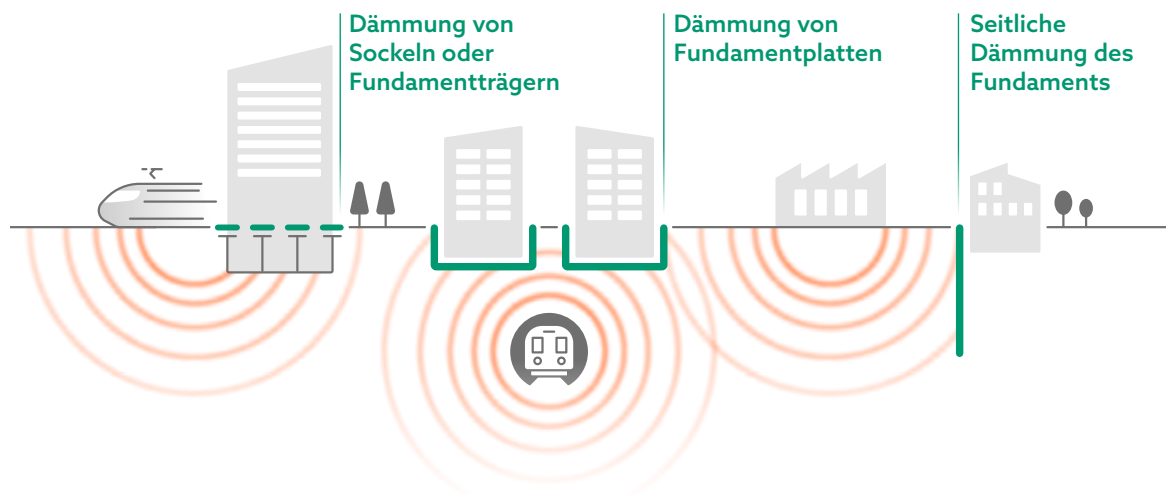 Dämmung von
Sockeln oder
Fundamentträgern
Dämmung von
Fundamentplatten
Seitliche
Dämmung des
Fundaments